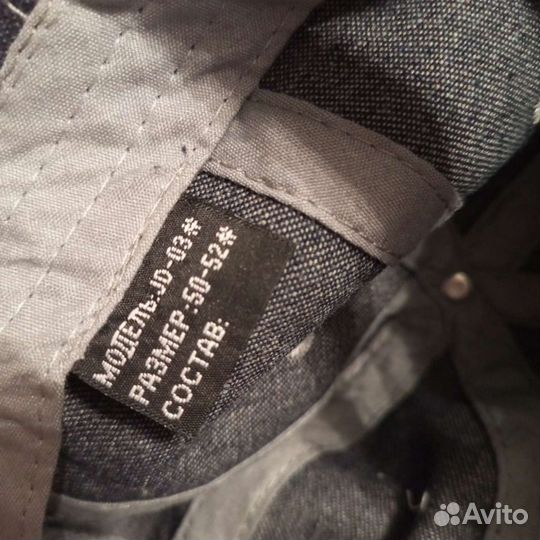 МОДЕЛЬ:JD-03*
РАЗМЕР:50-52*
СОСТАВ:
Avito